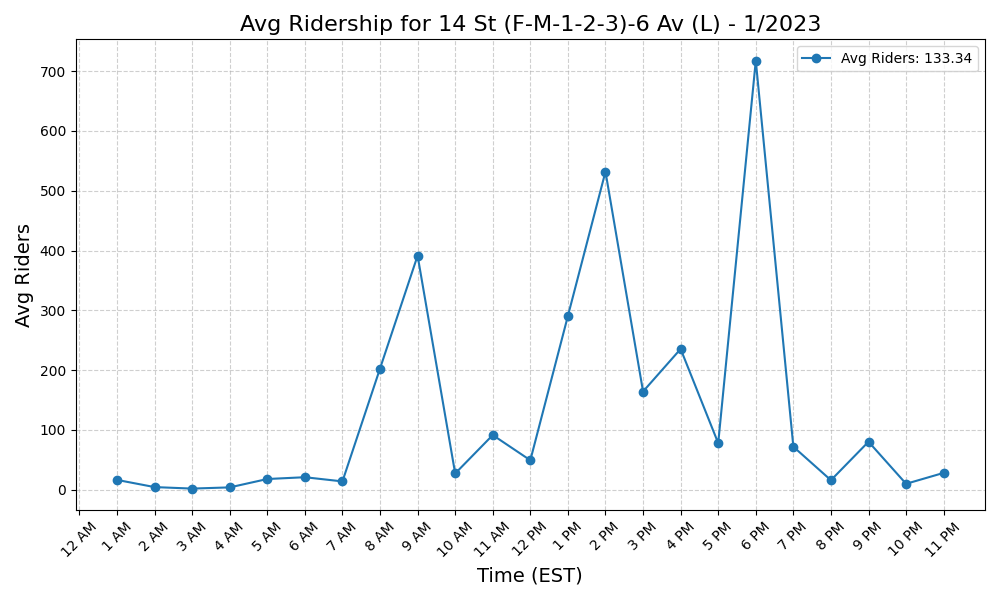 Avg Ridership for 14 St (F-M-1-2-3)-6 Av (L) - 1/2023
Avg Riders: 133.34
Avg Riders
700
600
500
400
300
200
100
0
12 AM
1 AM
2 AM
3 AM
4 AM
5 AM
6 AM
7 AM
8 AM
9 AM
10 AM
11 AM
12 PM
1 PM
2 PM
3 PM
4 PM
5 PM
6 PM
7 PM
8 PM
9 PM
10 PM
11 PM
Time (EST)